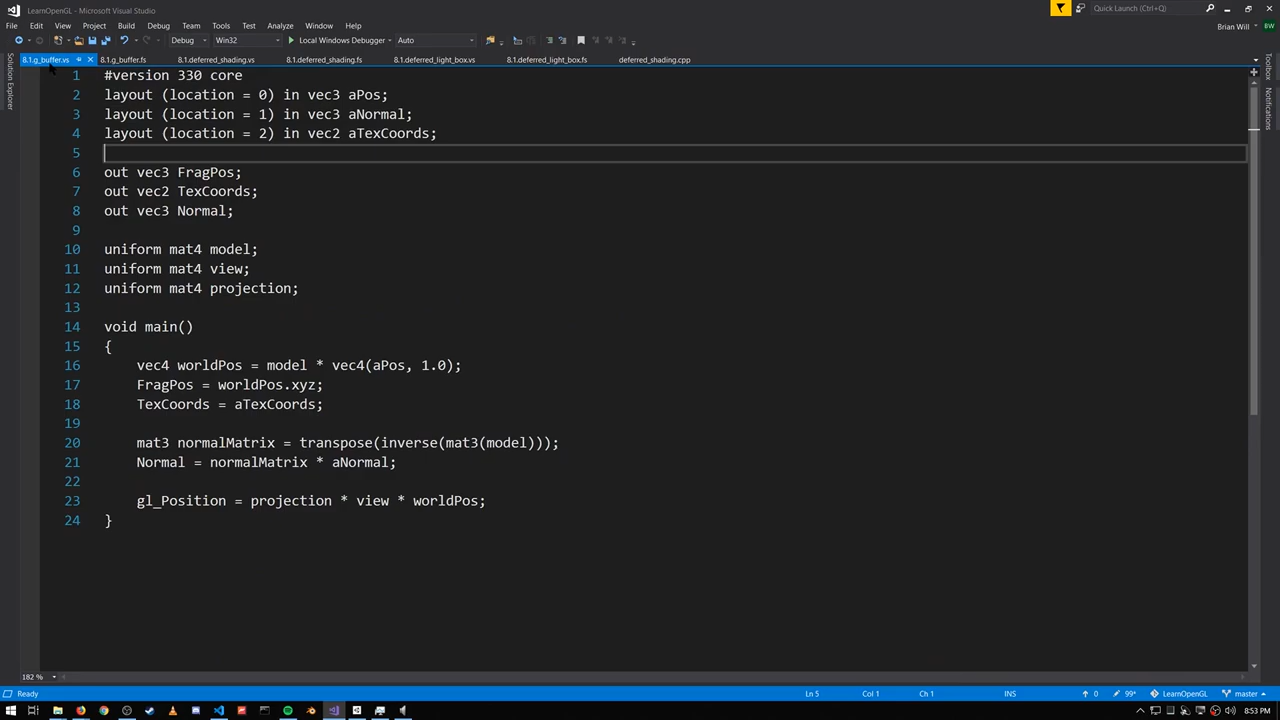 LearnOpenGL - Microsoft Visual Studio
Quick Launch (Ctrl+Q)
File Edit View Project Build Debug Team Tools Test Analyze Window Help
Brian Will
BW
Debug Win32 Local Windows Debugger Auto
8.1.g_buffer.vs 8.1.g_buffer.fs 8.1.deferred_shading.vs 8.1.deferred_shading.fs 8.1.deferred_light_box.vs 8.1.deferred_light_box.fs deferred_shading.cpp
Solution Explorer
Toolbox
Notifications
1 #version 330 core
2 layout (location = 0) in vec3 aPos;
3 layout (location = 1) in vec3 aNormal;
4 layout (location = 2) in vec2 aTexCoords;
5
6 out vec3 FragPos;
7 out vec2 TexCoords;
8 out vec3 Normal;
9
10 uniform mat4 model;
11 uniform mat4 view;
12 uniform mat4 projection;
13
14 void main()
15 {
16 vec4 worldPos = model * vec4(aPos, 1.0);
17 FragPos = worldPos.xyz;
18 TexCoords = aTexCoords;
19
20 mat3 normalMatrix = transpose(inverse(mat3(model)));
21 Normal = normalMatrix * aNormal;
22
23 gl_Position = projection * view * worldPos;
24 }
182 %
Ready Ln 5 Col 1 Ch 1 INS 0 99* LearnOpenGL master
8:53 PM